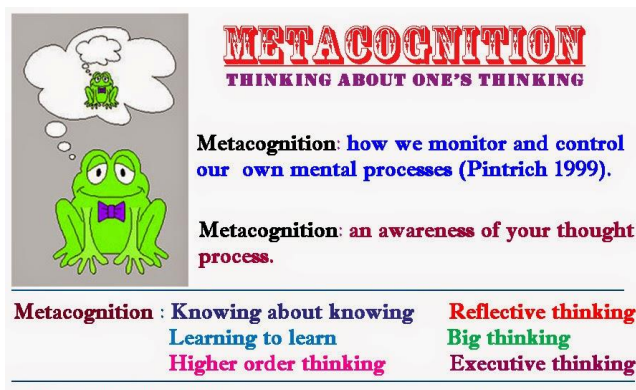 METACOGNITION
THINKING ABOUT ONE'S THINKING
Metacognition: how we monitor and control
our own mental processes (Pintrich 1999).
Metacognition: an awareness of your thought
process.
Metacognition : Knowing about knowing Reflective thinking
Learning to learn Big thinking
Higher order thinking Executive thinking